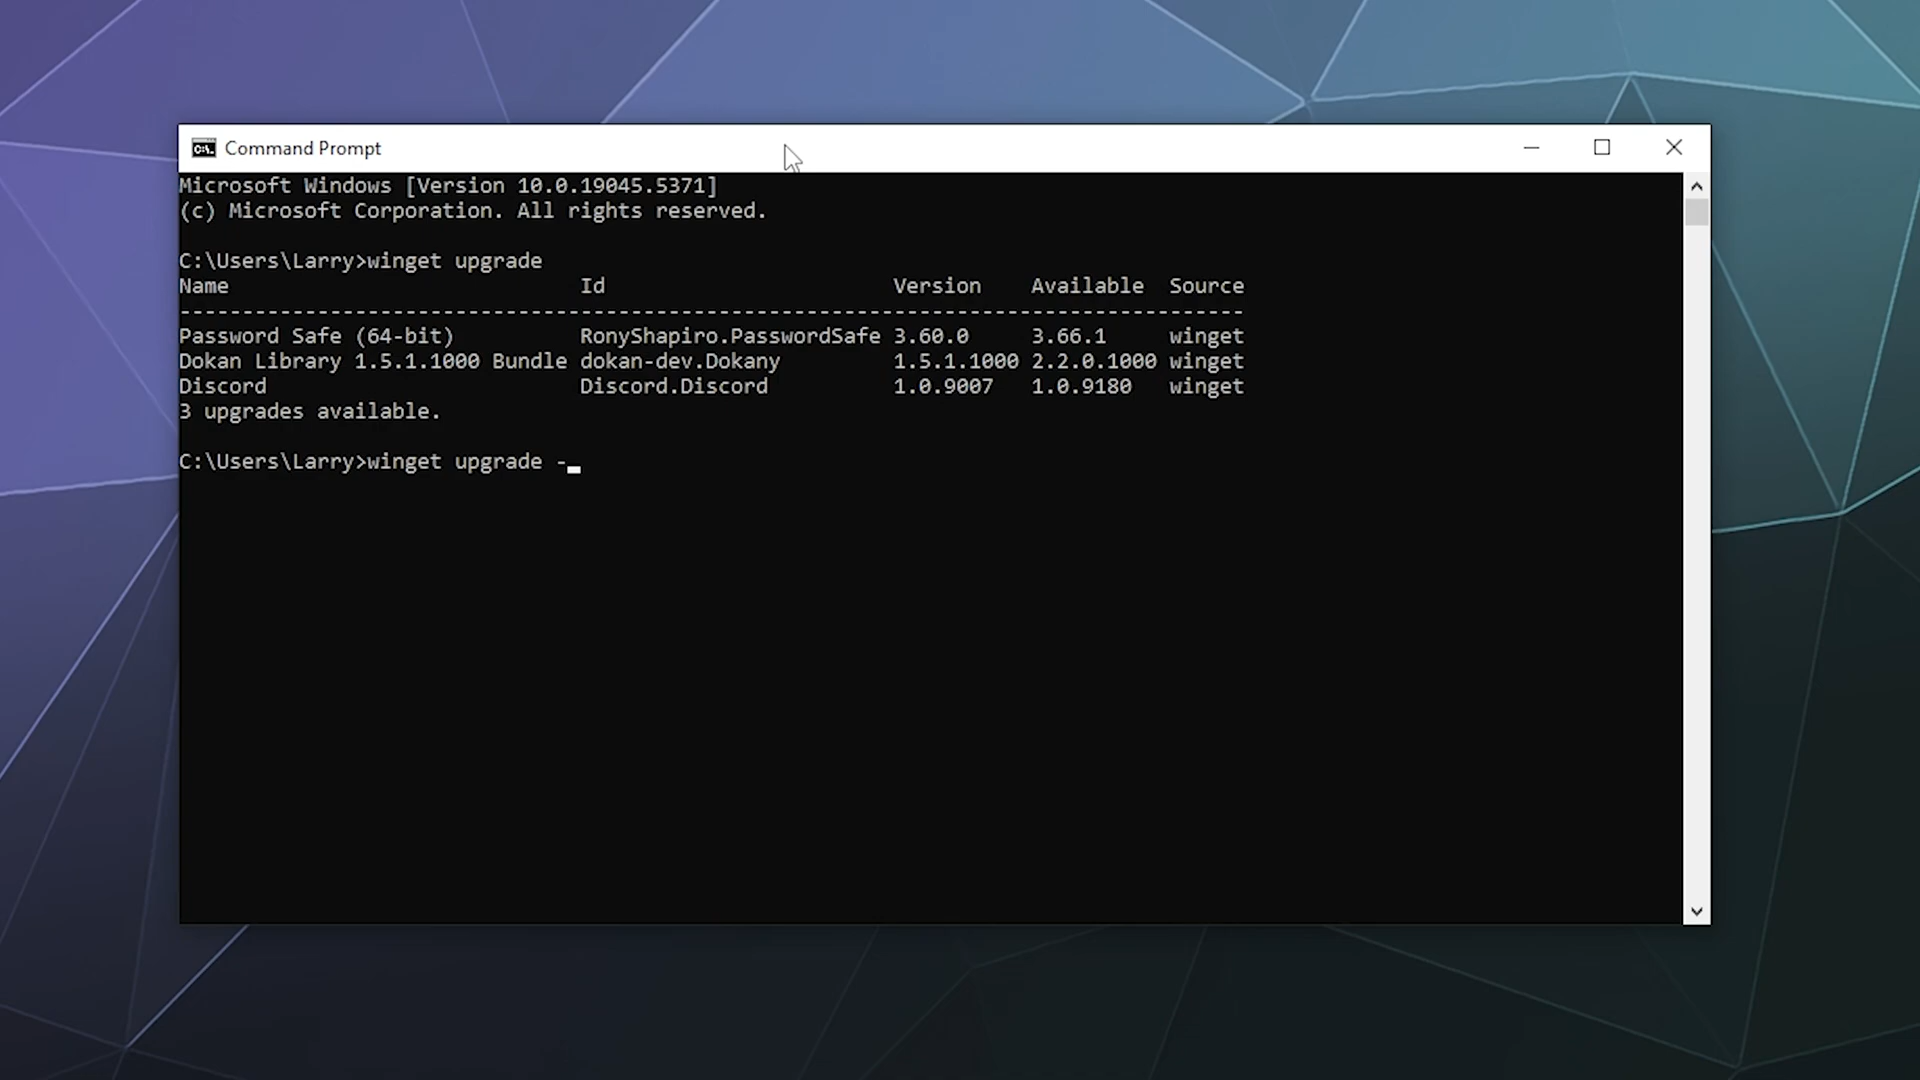 Command Prompt
Microsoft Windows [Version 10.0.19045.5371]
(c) Microsoft Corporation. All rights reserved.
C:\Users\Larry>winget upgrade
Name Id Version Available Source
-------------------------------------------------------------------------------------
Password Safe (64-bit) RonyShapiro.PasswordSafe 3.60.0 3.66.1 winget
Dokan Library 1.5.1.1000 Bundle dokan-dev.Dokany 1.5.1.1000 2.2.0.1000 winget
Discord Discord.Discord 1.0.9007 1.0.9180 winget
3 upgrades available.
C:\Users\Larry>winget upgrade -